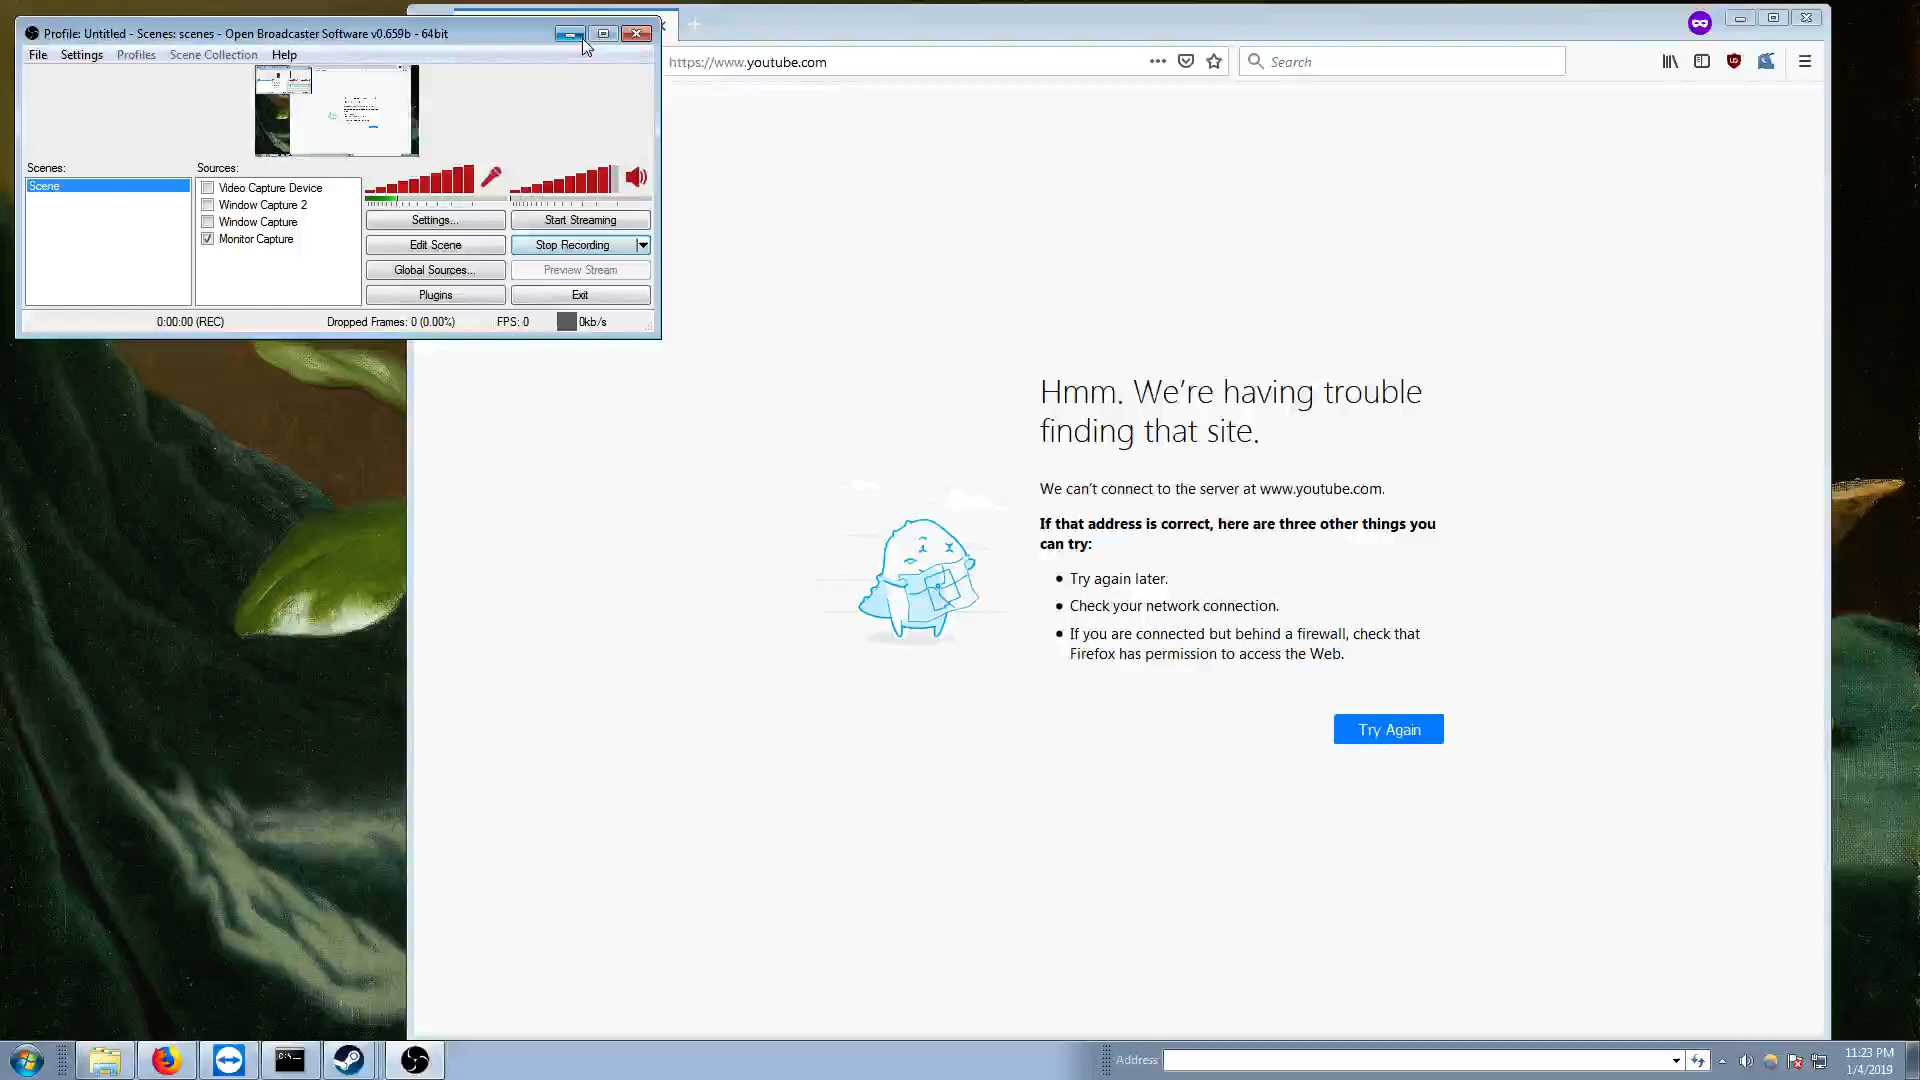 Profile: Untitled - Scenes: scenes - Open Broadcaster Software v0.659b - 64bit
File Settings Profiles Scene Collection Help
Scenes:
Scene
Sources:
Video Capture Device
Window Capture 2
Window Capture
Monitor Capture
Settings...
Start Streaming
Edit Scene
Stop Recording
Global Sources...
Preview Stream
Plugins
Exit
0:00:00 (REC)
Dropped Frames: 0 (0.00%)
FPS: 0
0kb/s
https://www.youtube.com
Search
Hmm. We're having trouble
finding that site.
We can't connect to the server at www.youtube.com.
If that address is correct, here are three other things you
can try:
Try again later.
Check your network connection.
If you are connected but behind a firewall, check that
Firefox has permission to access the Web.
Try Again
Address
11:23 PM
1/4/2019